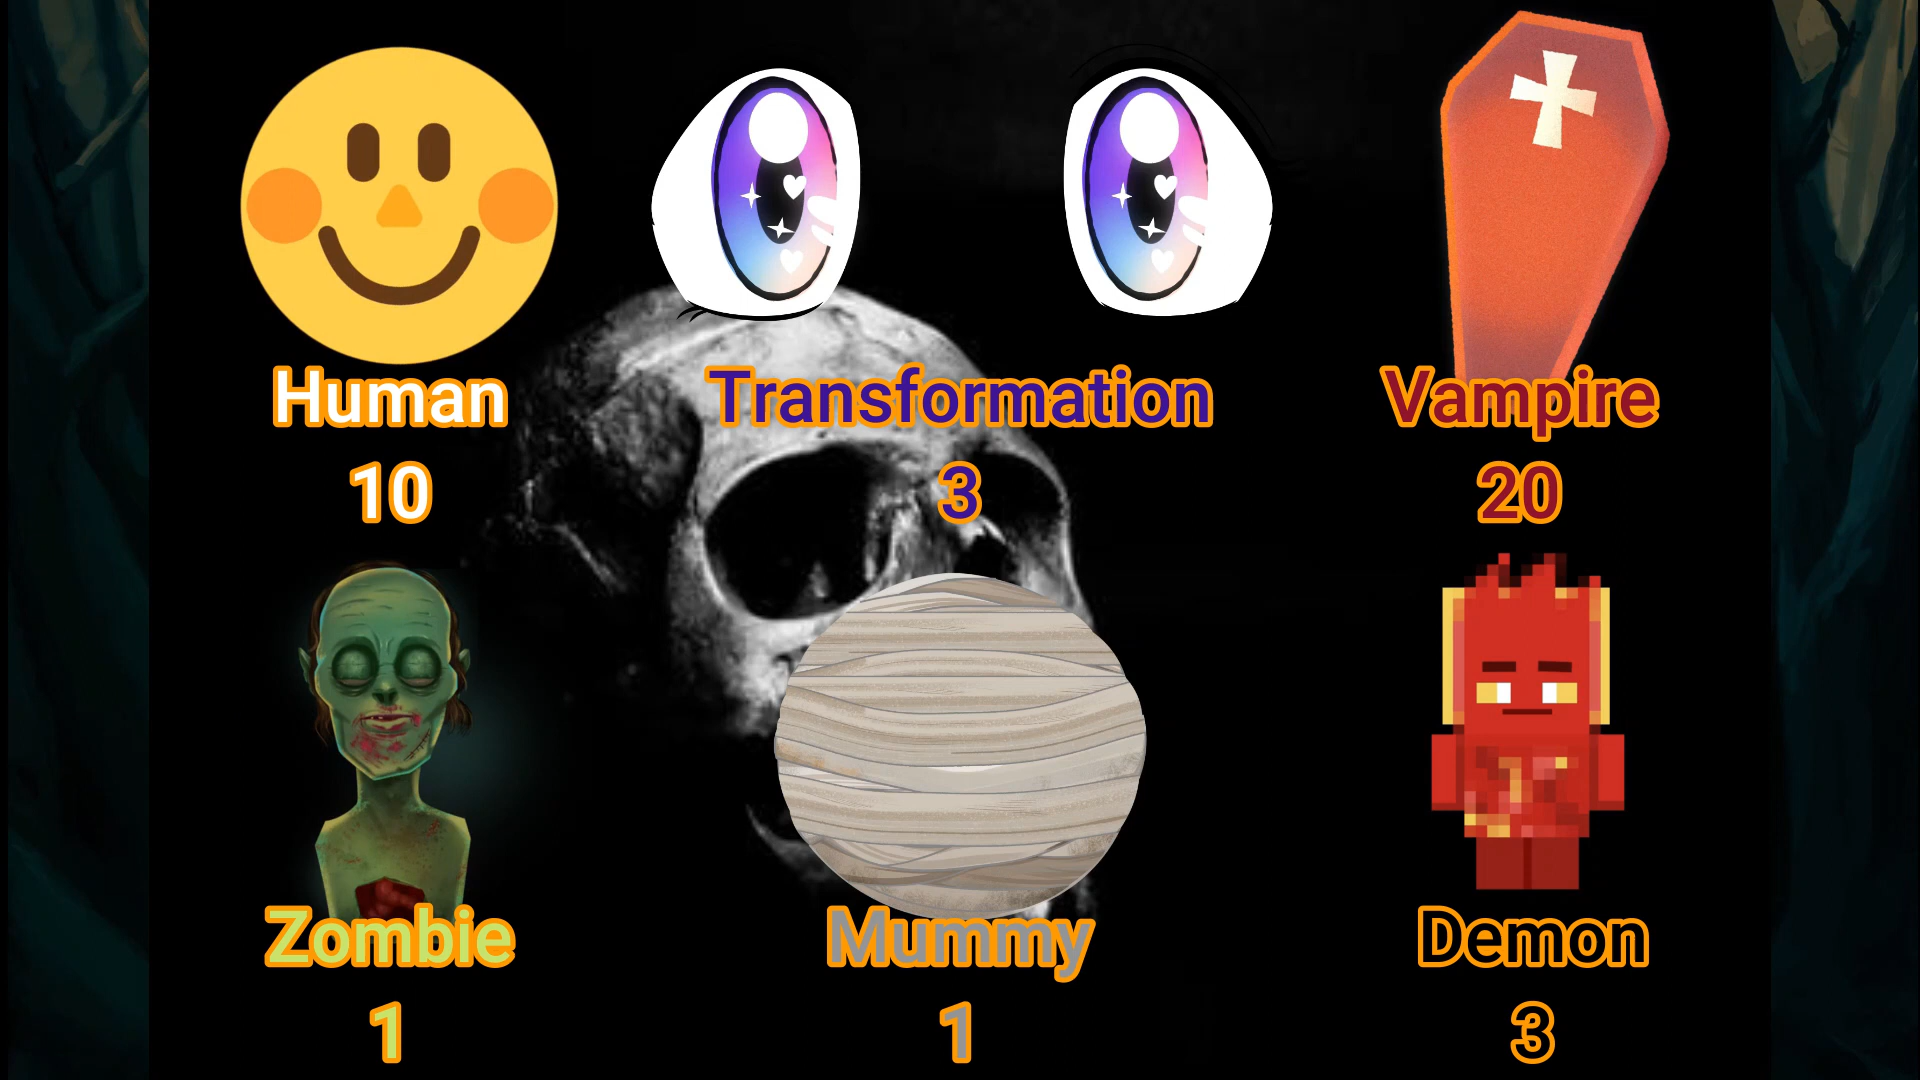 Human
Transformation
Vampire
10
3
20
Zombie
Mummy
Demon
1
1
3